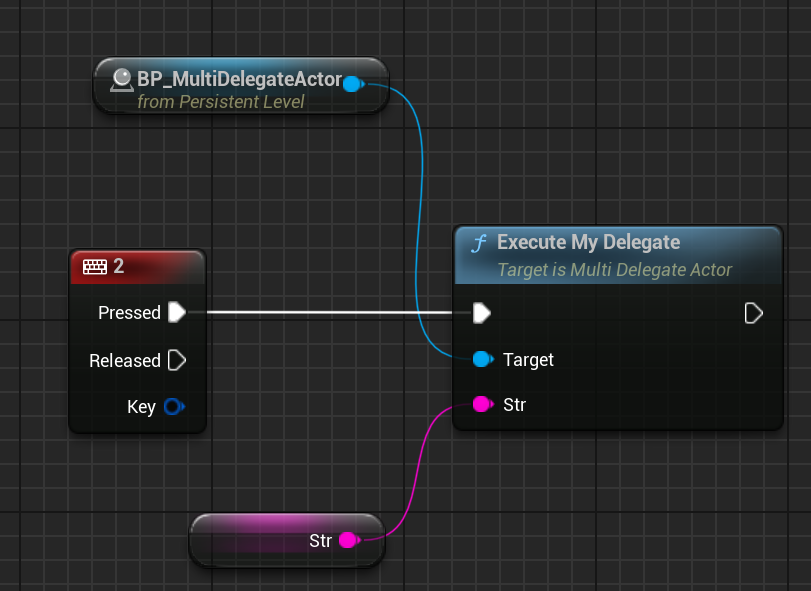 BP_MultiDelegateActor
from Persistent Level
2
Pressed
Released
Key
Execute My Delegate
Target is Multi Delegate Actor
Target
Str
Str